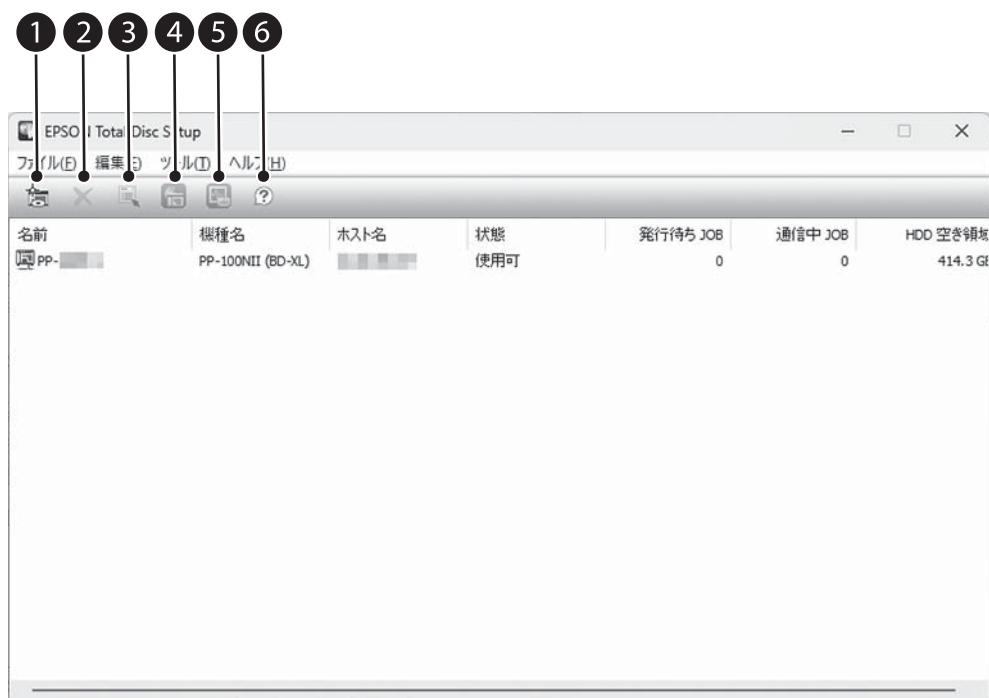 1 2 3 4 5 6
EPSON Total Disc Setup
ファイル(F) 編集(E) ツール(T) ヘルプ(H)
名前 機種名 ホスト名 状態 発行待ち JOB 通信中 JOB HDD 空き領域
PP- PP-100NII (BD-XL) 使用可 0 0 414.3 GB